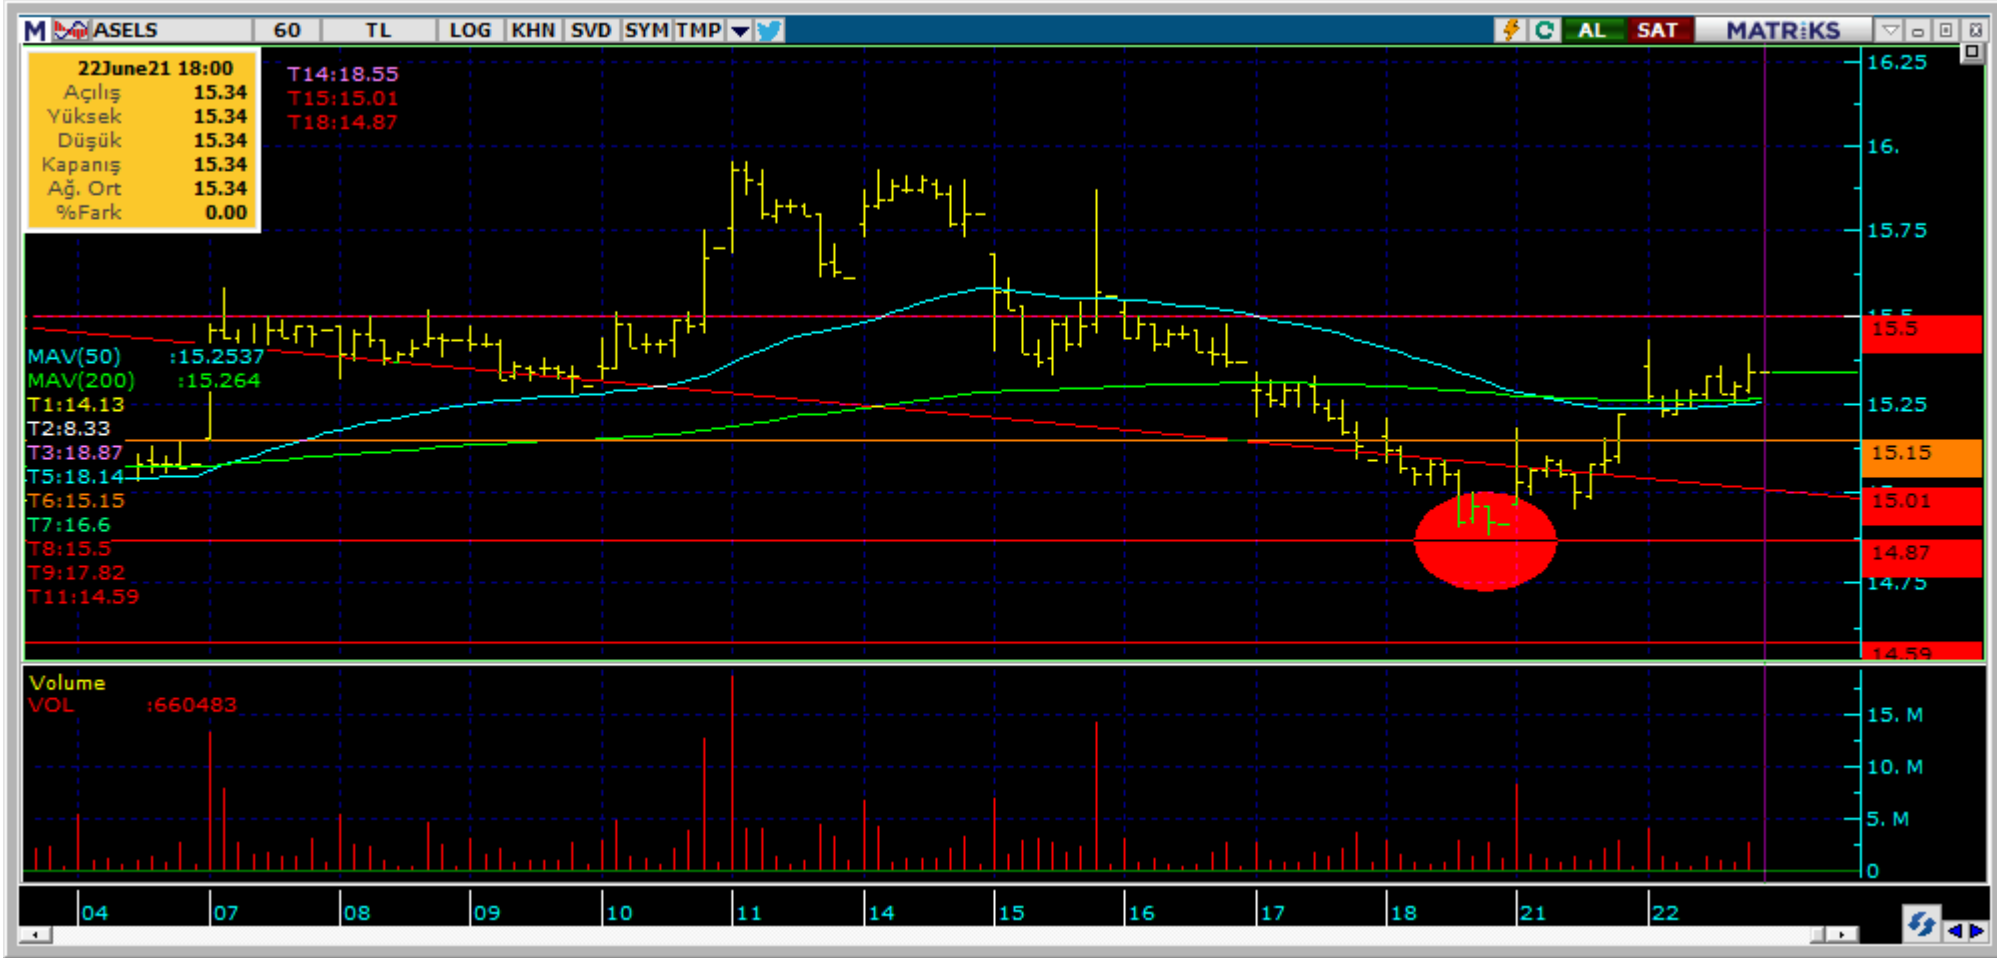 M ASELS 60 TL LOG KHN SVD SYM TMP AL SAT MATRİKS
22June21 18:00
Açılış 15.34
Yüksek 15.34
Düşük 15.34
Kapanış 15.34
Ağ. Ort 15.34
%Fark 0.00
T14:18.55
T15:15.01
T18:14.87
MAV(50) :15.2537
MAV(200) :15.264
T1:14.13
T2:8.33
T3:18.87
T5:18.14
T6:15.15
T7:16.6
T8:15.5
T9:17.82
T11:14.59
16.25
16.
15.75
15.5
15.5
15.25
15.15
15.01
14.87
14.75
14.59
Volume
VOL :660483
15. M
10. M
5. M
0
04 07 08 09 10 11 14 15 16 17 18 21 22